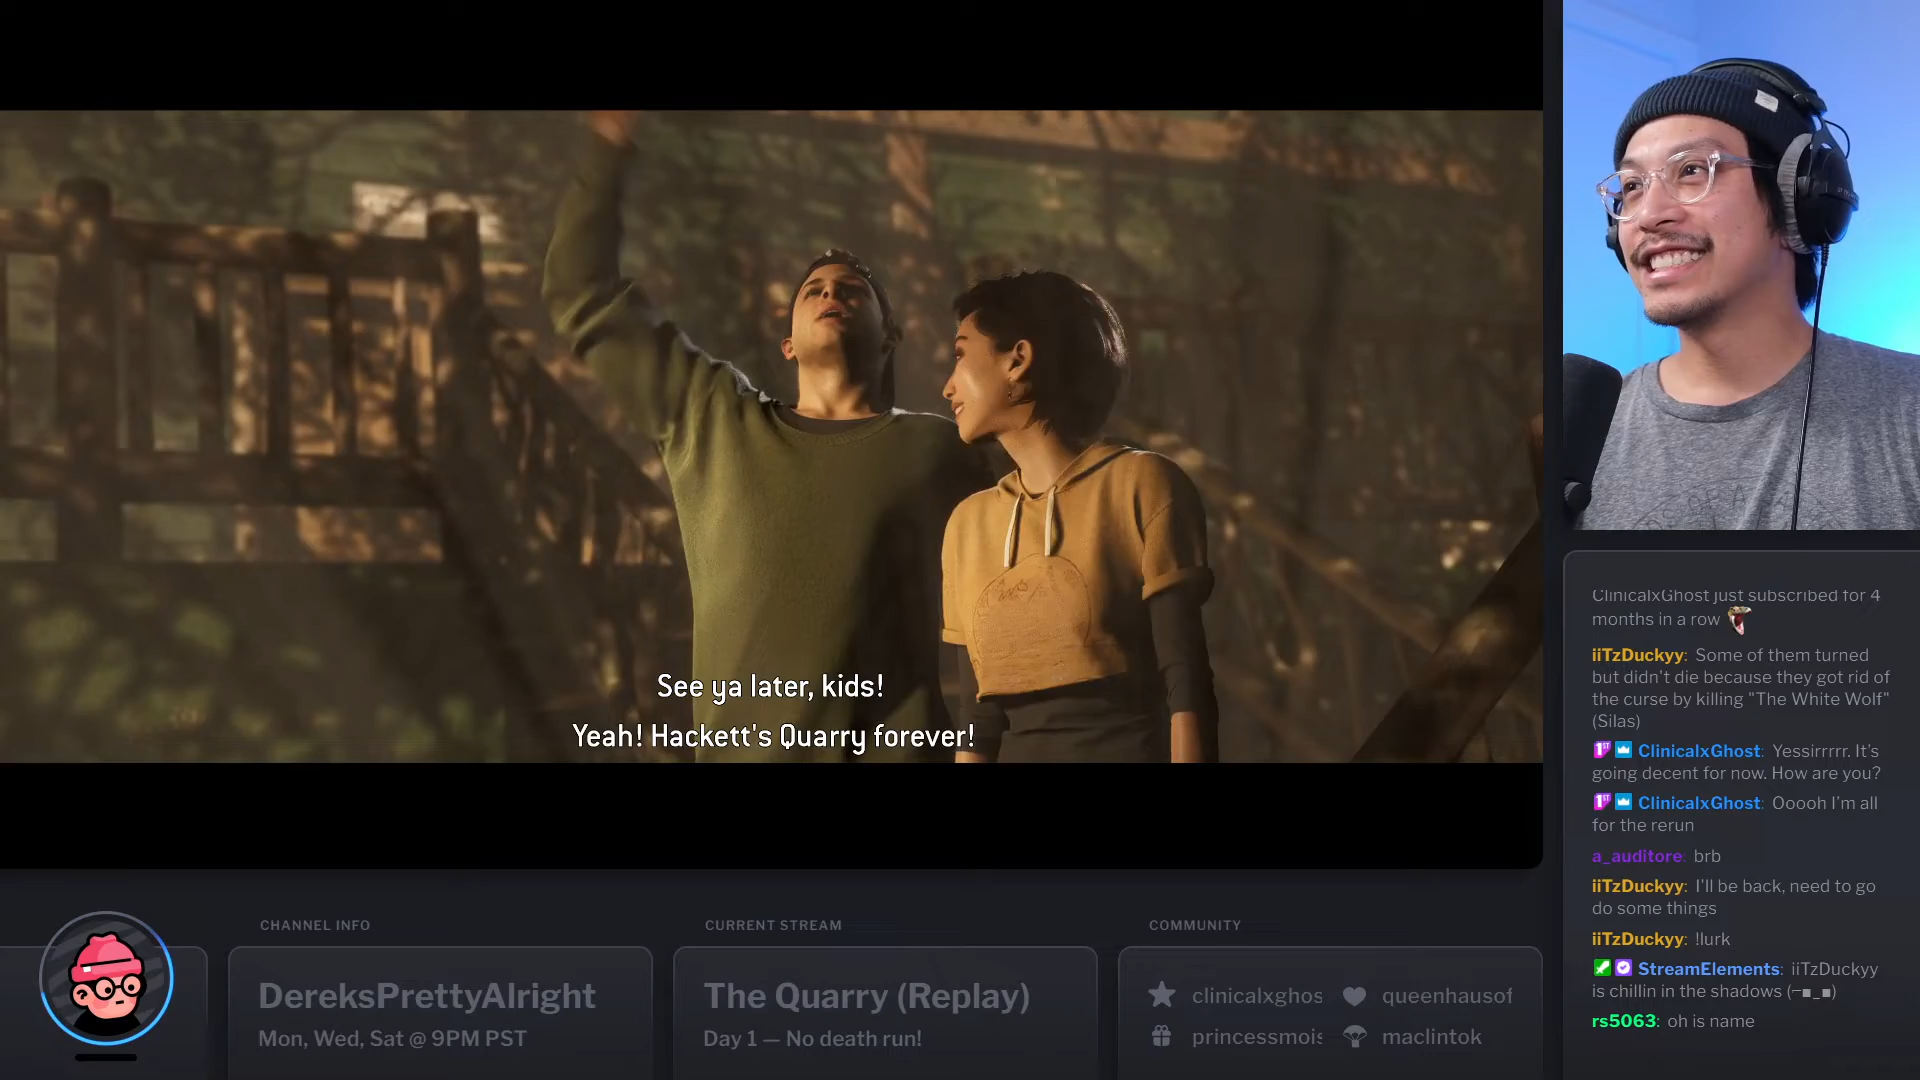 See ya later, kids!
Yeah! Hackett's Quarry forever!
ClinicalxGhost just subscribed for 4
months in a row
iiTzDuckyy: Some of them turned
but didn't die because they got rid of
the curse by killing "The White Wolf"
(Silas)
ClinicalxGhost: Yessirrrrr. It's
going decent for now. How are you?
ClinicalxGhost: Ooooh I'm all
for the rerun
a_auditore: brb
iiTzDuckyy: I'll be back, need to go
do some things
iiTzDuckyy: !lurk
StreamElements: iiTzDuckyy
is chillin in the shadows (⌐■_■)
rs5063: oh is name
CHANNEL INFO
DereksPrettyAlright
Mon, Wed, Sat @ 9PM PST
CURRENT STREAM
The Quarry (Replay)
Day 1 — No death run!
COMMUNITY
clinicalxghos
queenhausof
princessmois
maclintok